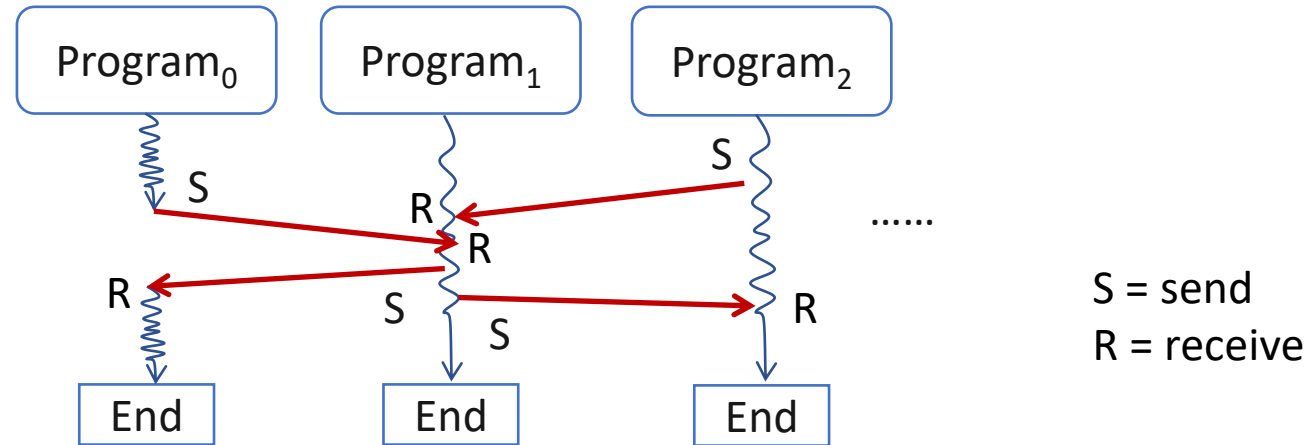 Program₀
Program₁
Program₂
S
S
R
R
......
R
S
S
R
S = send
R = receive
End
End
End